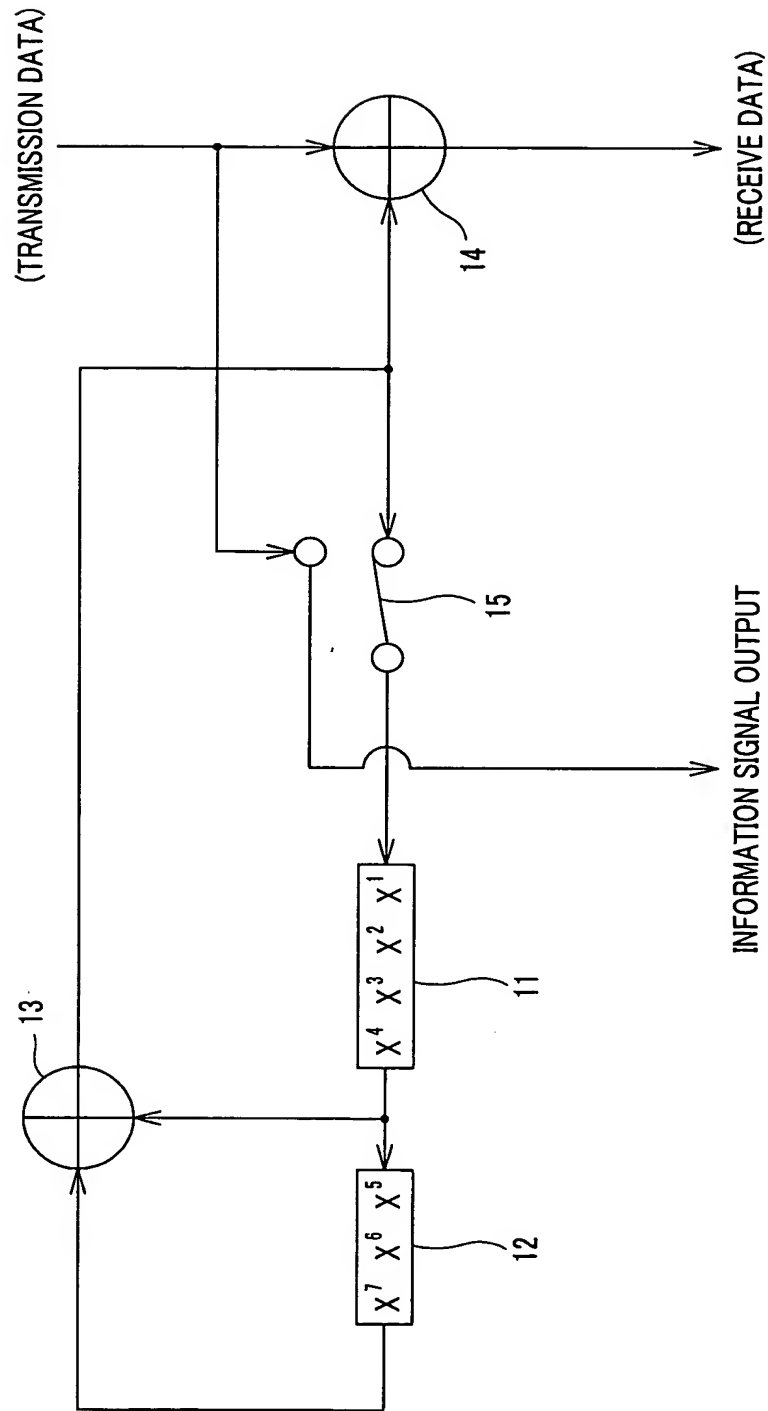 (TRANSMISSION DATA)
13
14
15
X⁴ X³ X² X¹
11
X⁷ X⁶ X⁵
12
INFORMATION SIGNAL OUTPUT
(RECEIVE DATA)